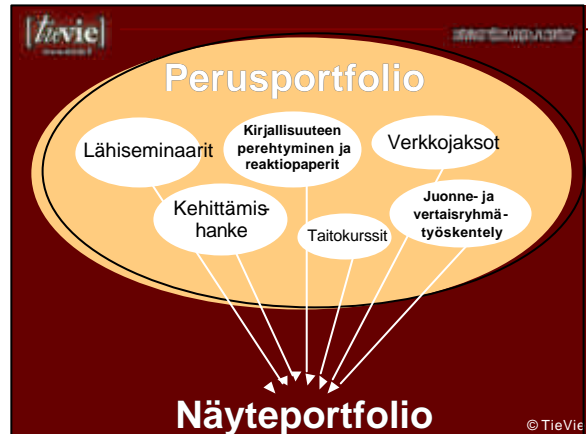 [tievie]
Perusportfolio
Lähiseminaarit
Kirjallisuuteen
perehtyminen ja
reaktiopaperit
Verkkojaksot
Kehittämis-
hanke
Taitokurssit
Juonne- ja
vertaisryhmä-
työskentely
Näyteportfolio
© TieVie